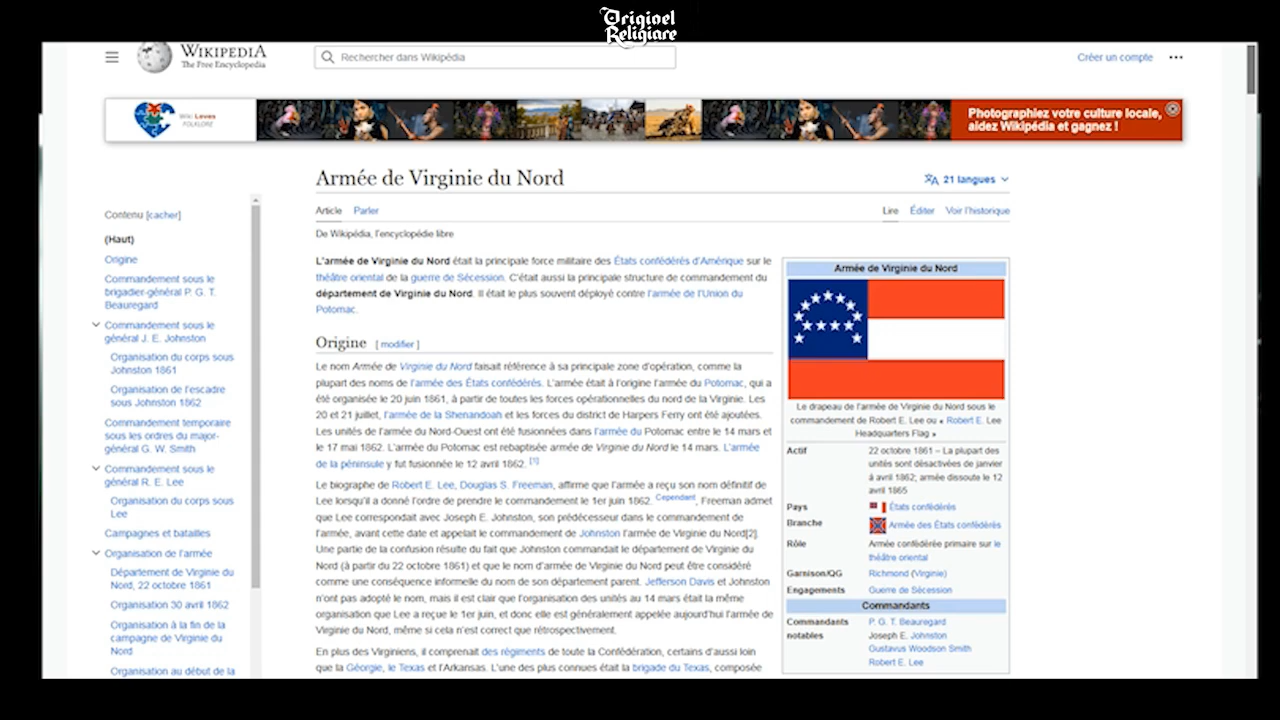 Origioel
Religiare
WIKIPEDIA
The Free Encyclopedia
Rechercher dans Wikipédia
Créer un compte
Wiki Loves
FOLKLORE
Photographiez votre culture locale,
aidez Wikipédia et gagnez !
Armée de Virginie du Nord
21 langues
Article Parler
Lire Éditer Voir l'historique
De Wikipédia, l'encyclopédie libre
Contenu [cacher]
(Haut)
Origine
Commandement sous le
brigadier-général P. G. T.
Beauregard
Commandement sous le
général J. E. Johnston
Organisation du corps sous
Johnston 1861
Organisation de l'escadre
sous Johnston 1862
Commandement temporaire
sous les ordres du major-
général G. W. Smith
Commandement sous le
général R. E. Lee
Organisation du corps sous
Lee
Campagnes et batailles
Organisation de l'armée
Département de Virginie du
Nord, 22 octobre 1861
Organisation 30 avril 1862
Organisation à la fin de la
campagne de Virginie du
Nord
Organisation au début de la
L'armée de Virginie du Nord était la principale force militaire des États confédérés d'Amérique sur le
théâtre oriental de la guerre de Sécession. C'était aussi la principale structure de commandement du
département de Virginie du Nord. Il était le plus souvent déployé contre l'armée de l'Union du
Potomac.
Origine [ modifier ]
Le nom Armée de Virginie du Nord faisait référence à sa principale zone d'opération, comme la
plupart des noms de l'armée des États confédérés. L'armée était à l'origine l'armée du Potomac, qui a
été organisée le 20 juin 1861, à partir de toutes les forces opérationnelles du nord de la Virginie. Les
20 et 21 juillet, l'armée de la Shenandoah et les forces du district de Harpers Ferry ont été ajoutées.
Les unités de l'armée du Nord-Ouest ont été fusionnées dans l'armée du Potomac entre le 14 mars et
le 17 mai 1862. L'armée du Potomac est rebaptisée armée de Virginie du Nord le 14 mars. L'armée
de la péninsule y fut fusionnée le 12 avril 1862. [1]
Le biographe de Robert E. Lee, Douglas S. Freeman, affirme que l'armée a reçu son nom définitif de
Lee lorsqu'il a donné l'ordre de prendre le commandement le 1er juin 1862. Cependant, Freeman admet
que Lee correspondait avec Joseph E. Johnston, son prédécesseur dans le commandement de
l'armée, avant cette date et appelait le commandement de Johnston l'armée de Virginie du Nord[2].
Une partie de la confusion résulte du fait que Johnston commandait le département de Virginie du
Nord (à partir du 22 octobre 1861) et que le nom d'armée de Virginie du Nord peut être considéré
comme une conséquence informelle du nom de son département parent. Jefferson Davis et Johnston
n'ont pas adopté le nom, mais il est clair que l'organisation des unités au 14 mars était la même
organisation que Lee a reçue le 1er juin, et donc elle est généralement appelée aujourd'hui l'armée de
Virginie du Nord, même si cela n'est correct que rétrospectivement.
En plus des Virginiens, il comprenait des régiments de toute la Confédération, certains d'aussi loin
que la Géorgie, le Texas et l'Arkansas. L'une des plus connues était la brigade du Texas, composée
Armée de Virginie du Nord
Le drapeau de l'armée de Virginie du Nord sous le
commandement de Robert E. Lee ou « Robert E. Lee
Headquarters Flag »
Actif 22 octobre 1861 – La plupart des
unités sont désactivées de janvier
à avril 1862; armée dissoute le 12
avril 1865
Pays États confédérés
Branche Armée des États confédérés
Rôle Armée confédérée primaire sur le
théâtre oriental
Garnison/QG Richmond (Virginie)
Engagements Guerre de Sécession
Commandants
Commandants P. G. T. Beauregard
notables Joseph E. Johnston
Gustavus Woodson Smith
Robert E. Lee